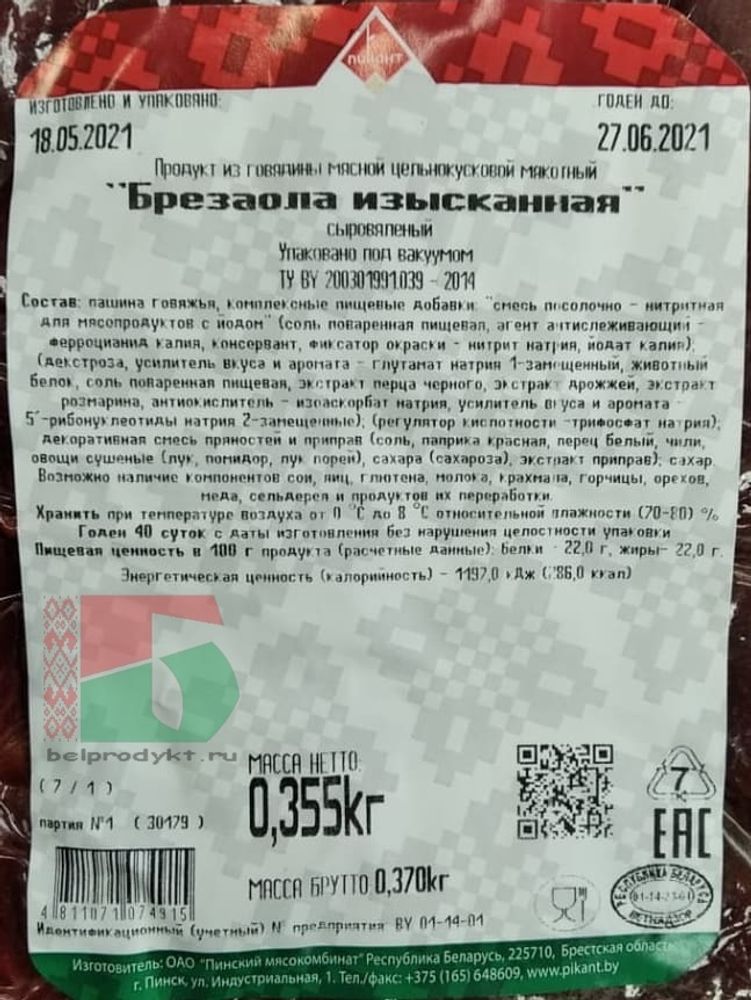 ПИКАНТ
ИЗГОТОВЛЕНО И УПАКОВАНО:
ГОДЕН ДО:
18.05.2021
27.06.2021
Продукт из говядины мясной цельнокусковой мякотный
"Брезаола изысканная"
сыровяленый
Упаковано под вакуумом
ТУ BY 200301991.039 - 2014
Состав: пашина говяжья, комплексные пищевые добавки: "смесь посолочно - нитритная
для мясопродуктов с йодом" (соль поваренная пищевая, агент антислеживающий -
ферроцианид калия, консервант, фиксатор окраски - нитрит натрия, йодат калия);
(декстроза, усилитель вкуса и аромата - глутамат натрия 1-замещенный, животный
белок, соль поваренная пищевая, экстракт перца черного, экстракт дрожжей, экстракт
розмарина, антиокислитель - изоаскорбат натрия, усилитель вкуса и аромата -
5'-рибонуклеотиды натрия 2-замещенные); (регулятор кислотности -трифосфат натрия);
декоративная смесь пряностей и приправ (соль, паприка красная, перец белый, чили,
овощи сушеные (лук, помидор, лук порей), сахара (сахароза), экстракт приправ); сахар.
Возможно наличие компонентов сои, яиц, глютена, молока, крахмала, горчицы, орехов,
меда, сельдерея и продуктов их переработки.
Хранить при температуре воздуха от 0 °C до 8 °C относительной влажности (70-80) %
Годен 40 суток с даты изготовления без нарушения целостности упаковки
Пищевая ценность в 100 г продукта (расчетные данные): белки - 22,0 г, жиры- 22,0 г.
Энергетическая ценность (калорийность) - 1197,0 кДж (286,0 ккал)
belprodykt.ru
МАССА НЕТТО:
(7/1)
0,355кг
7
партия №1 (30179)
EAC
МАССА БРУТТО 0,370кг
РЕСПУБЛИКА БЕЛАРУСЬ
ВЕТНАДЗОР
4811071074915
Идентификационный (учетный) № предприятия BY 01-14-01
Изготовитель: ОАО "Пинский мясокомбинат" Республика Беларусь, 225710, Брестская область,
г. Пинск, ул. Индустриальная, 1. Тел./факс: +375 (165) 648609, www.pikant.by